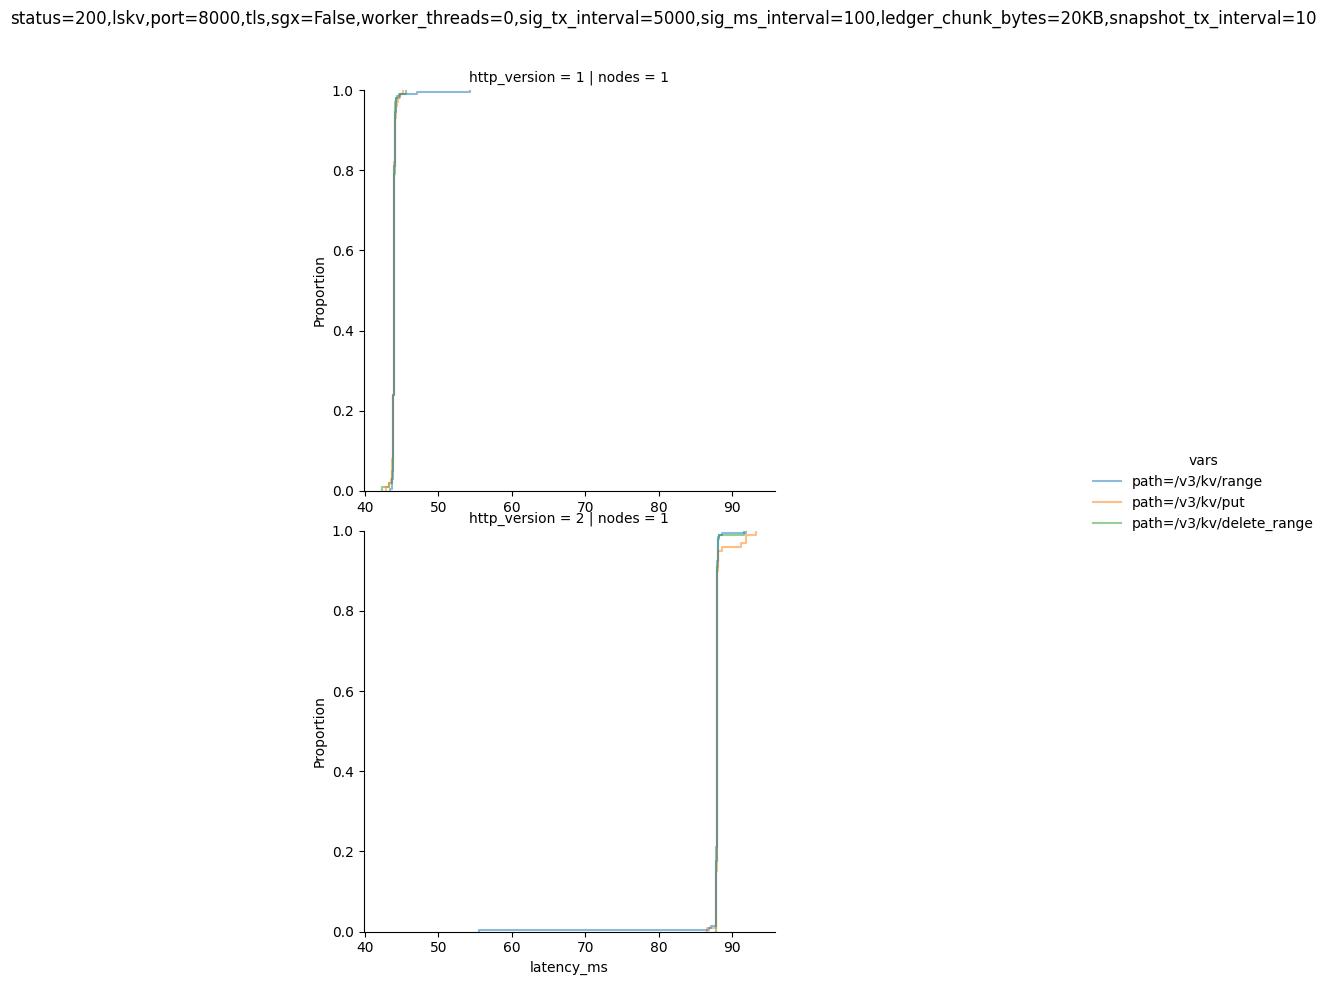 status=200,lskv,port=8000,tls,sgx=False,worker_threads=0,sig_tx_interval=5000,sig_ms_interval=100,ledger_chunk_bytes=20KB,snapshot_tx_interval=10
http_version = 1 | nodes = 1
1.0
0.8
0.6
0.4
0.2
0.0
Proportion
40 50 60 70 80 90
http_version = 2 | nodes = 1
1.0
0.8
0.6
0.4
0.2
0.0
Proportion
40 50 60 70 80 90
latency_ms
vars
path=/v3/kv/range
path=/v3/kv/put
path=/v3/kv/delete_range